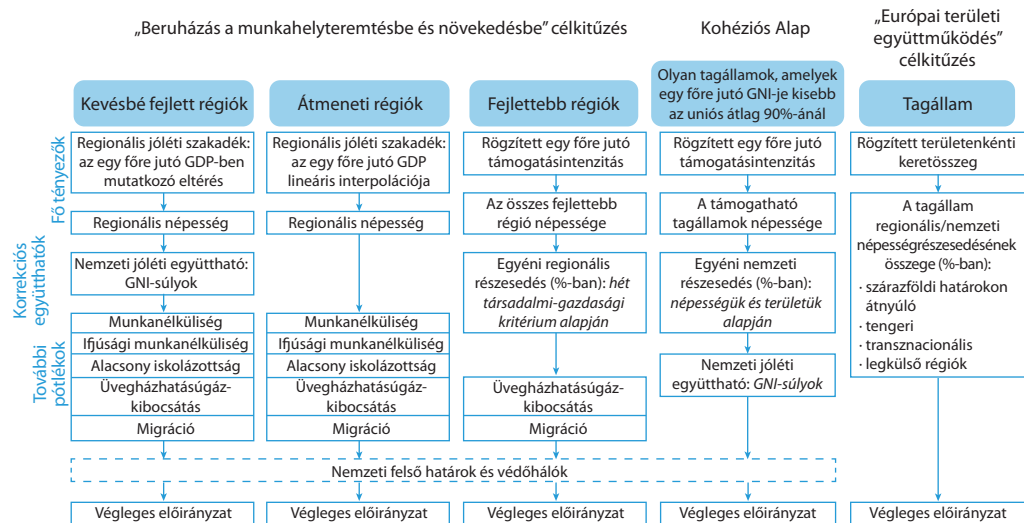 „Beruházás a munkahelyteremtésbe és növekedésbe” célkitűzés
Kohéziós Alap
„Európai területi
együttműködés”
célkitűzés
Kevésbé fejlett régiók
Átmeneti régiók
Fejlettebb régiók
Olyan tagállamok, amelyek
egy főre jutó GNI-je kisebb
az uniós átlag 90%-ánál
Tagállam
Fő tényezők
Regionális jóléti szakadék:
az egy főre jutó GDP-ben
mutatkozó eltérés
Regionális jóléti szakadék:
az egy főre jutó GDP
lineáris interpolációja
Rögzített egy főre jutó
támogatásintenzitás
Rögzített egy főre jutó
támogatásintenzitás
Rögzített területenkénti
keretösszeg
Regionális népesség
Regionális népesség
Az összes fejlettebb
régió népessége
A támogatható
tagállamok népessége
A tagállam
regionális/nemzeti
népességrészesedésének
összege (%-ban):
· szárazföldi határokon
átnyúló
· tengeri
· transznacionális
· legkülső régiók
Korrekciós
együtthatók
Nemzeti jóléti együttható:
GNI-súlyok
Egyéni regionális
részesedés (%-ban): hét
társadalmi-gazdasági
kritérium alapján
Egyéni nemzeti
részesedés (%-ban):
népességük és területük
alapján
További
pótlékok
Munkanélküliség
Ifjúsági munkanélküliség
Alacsony iskolázottság
Üvegházhatásúgáz-
kibocsátás
Migráció
Munkanélküliség
Ifjúsági munkanélküliség
Alacsony iskolázottság
Üvegházhatásúgáz-
kibocsátás
Migráció
Üvegházhatásúgáz-
kibocsátás
Migráció
Nemzeti jóléti
együttható: GNI-súlyok
Nemzeti felső határok és védőhálók
Végleges előirányzat
Végleges előirányzat
Végleges előirányzat
Végleges előirányzat
Végleges előirányzat